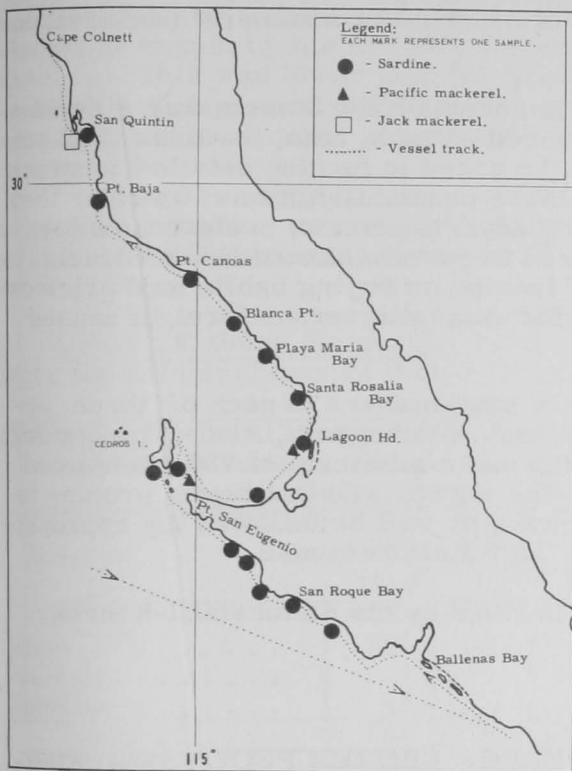 Cape Colnett
Legend:
EACH MARK REPRESENTS ONE SAMPLE.
- Sardine.
- Pacific mackerel.
- Jack mackerel.
- Vessel track.
San Quintin
30°
Pt. Baja
Pt. Canoas
Blanca Pt.
Playa Maria
Bay
Santa Rosalia
Bay
Lagoon Hd.
CEDROS I.
Pt. San Eugenio
San Roque Bay
Ballenas Bay
115°